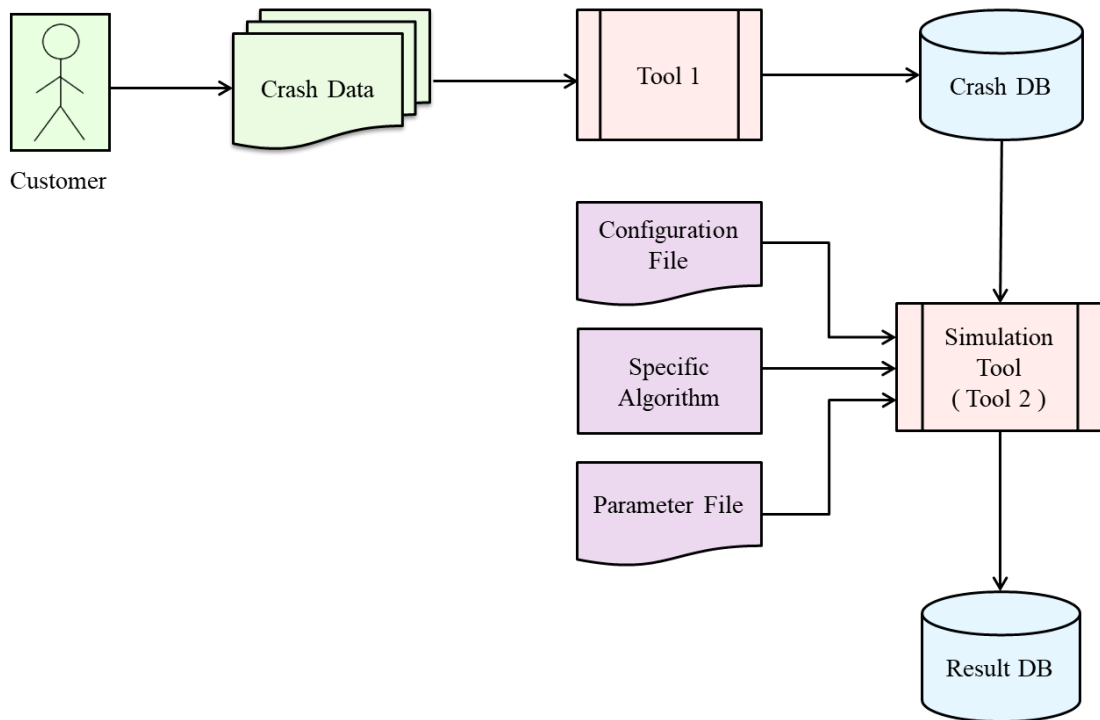 Crash Data
Tool 1
Crash DB
Customer
Configuration
File
Specific
Algorithm
Parameter File
Simulation
Tool
( Tool 2 )
Result DB